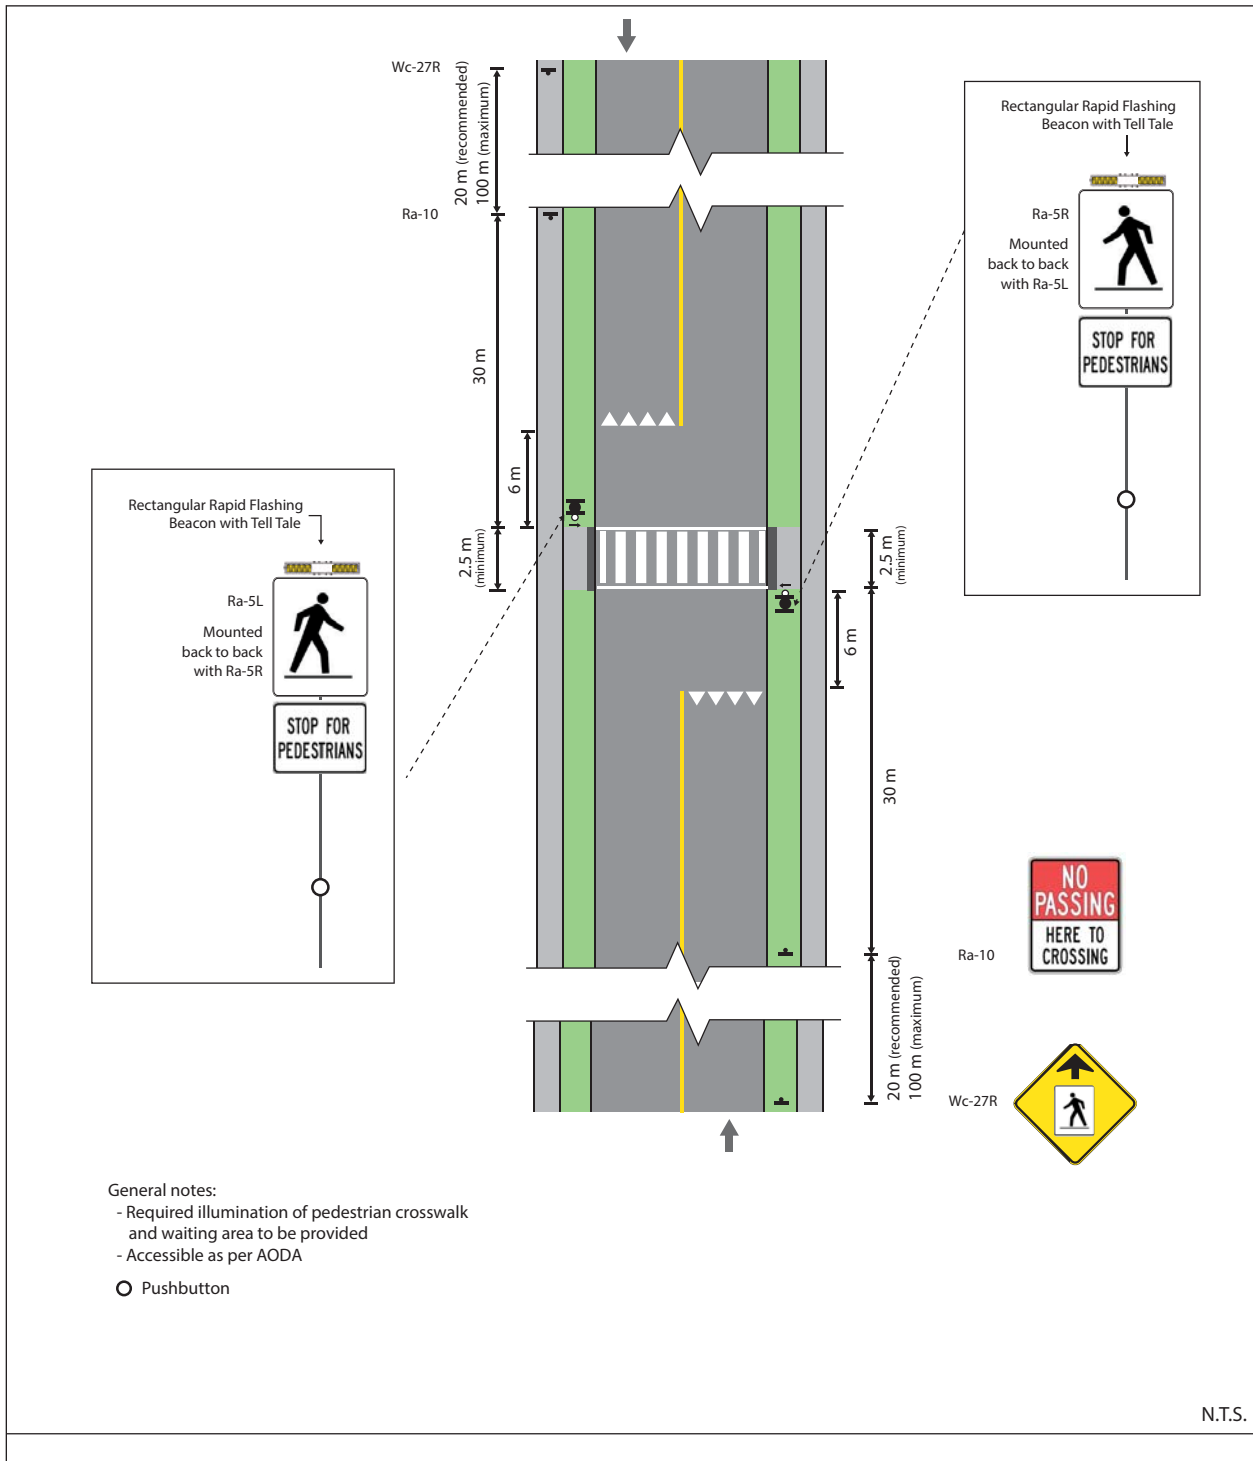 Wc-27R
20 m (recommended)
100 m (maximum)
Ra-10
30 m
6 m
2.5 m
(minimum)
Rectangular Rapid Flashing
Beacon with Tell Tale
Ra-5R
Mounted
back to back
with Ra-5L
STOP FOR
PEDESTRIANS
Rectangular Rapid Flashing
Beacon with Tell Tale
Ra-5L
Mounted
back to back
with Ra-5R
STOP FOR
PEDESTRIANS
2.5 m
(minimum)
6 m
30 m
20 m (recommended)
100 m (maximum)
Ra-10
NO
PASSING
HERE TO
CROSSING
Wc-27R
General notes:
- Required illumination of pedestrian crosswalk
and waiting area to be provided
- Accessible as per AODA
Pushbutton
N.T.S.